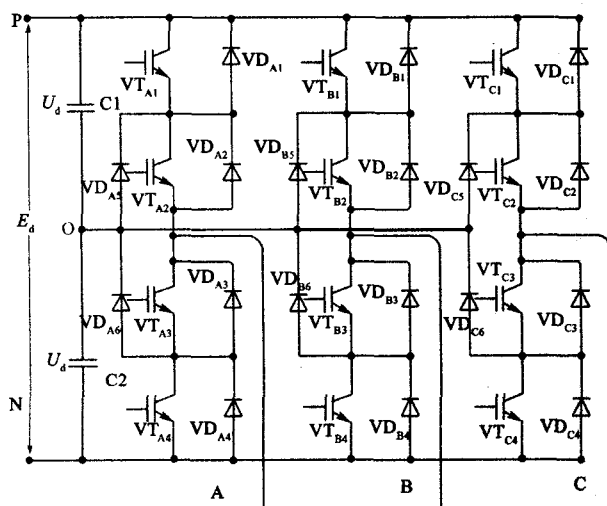 P
VT_A1
VD_A1
VT_B1
VD_B1
VT_C1
VD_C1
U_d
C1
VD_A5
VT_A2
VD_A2
VD_B5
VT_B2
VD_B2
VD_C5
VT_C2
VD_C2
E_d
O
VD_A6
VT_A3
VD_A3
VD_B6
VT_B3
VD_B3
VD_C6
VT_C3
VD_C3
U_d
C2
N
VT_A4
VD_A4
VT_B4
VD_B4
VT_C4
VD_C4
A
B
C